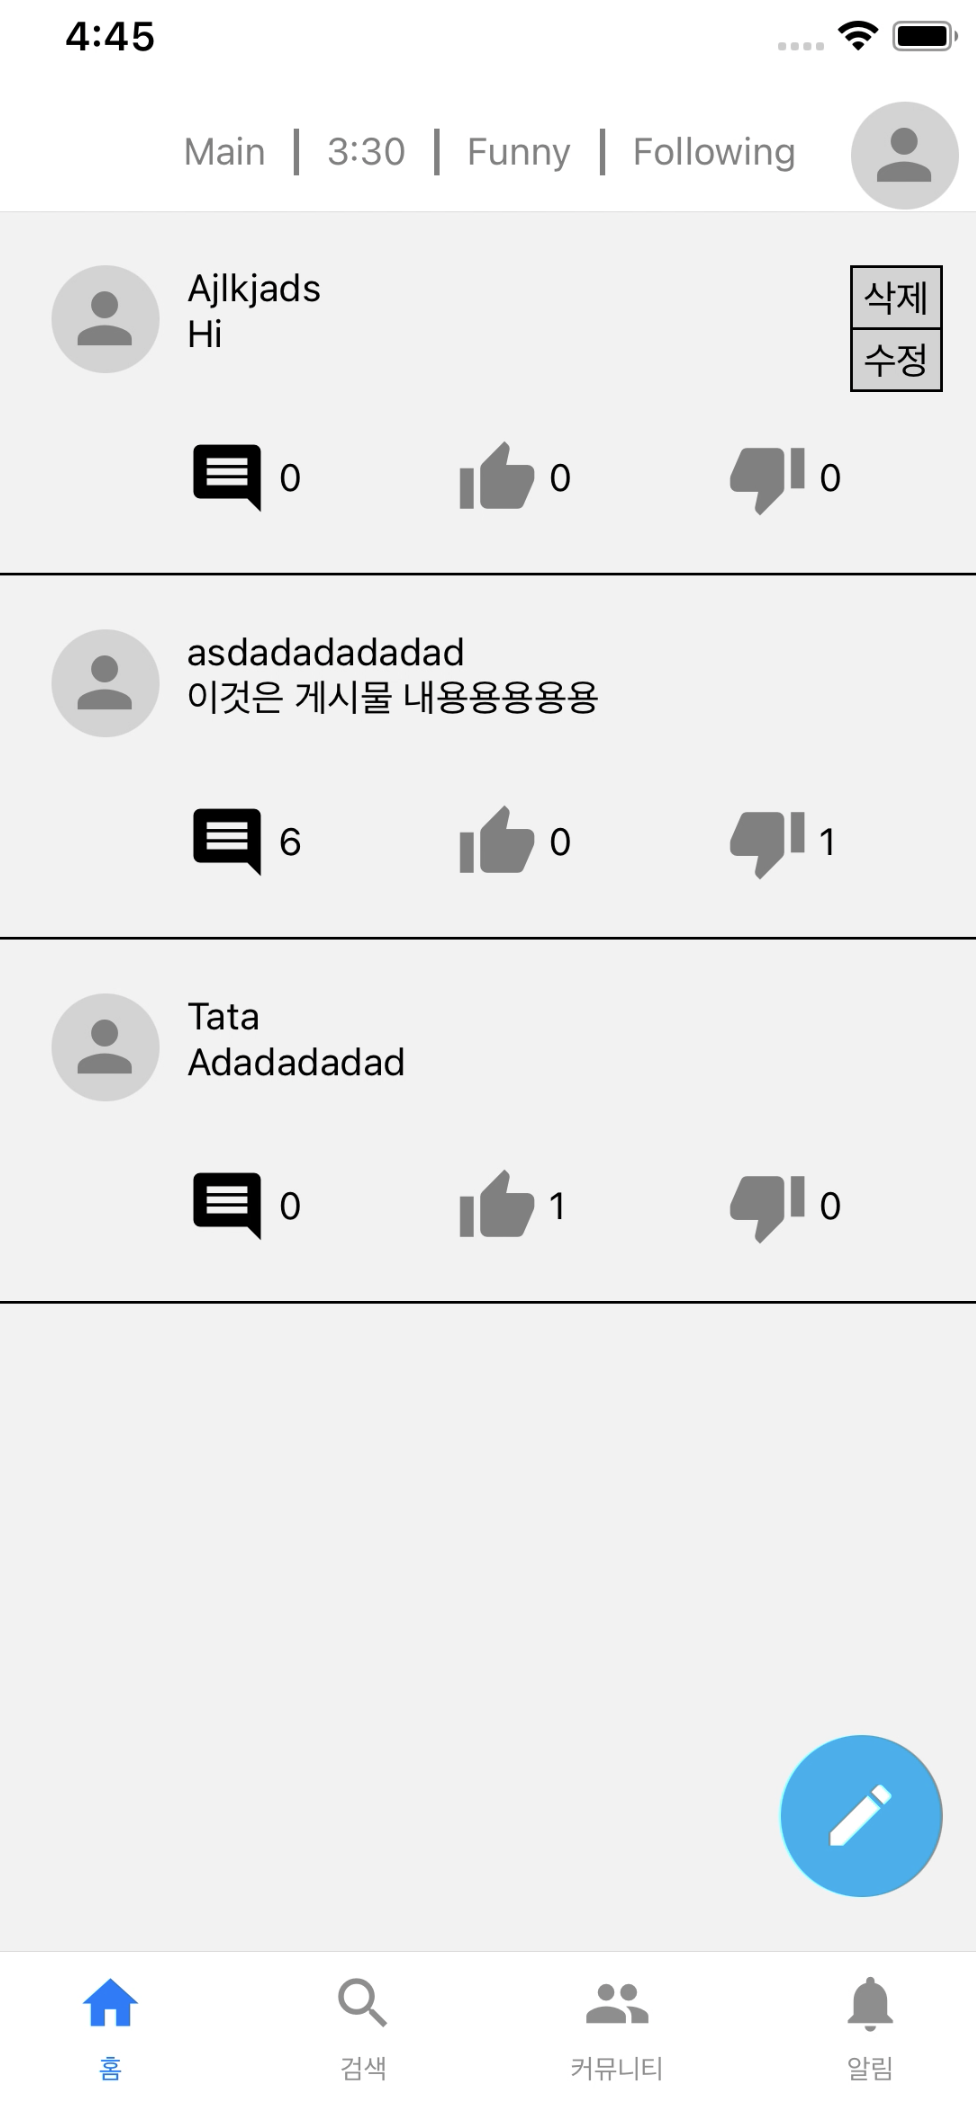 4:45
Main | 3:30 | Funny | Following
Ajlkjads
Hi
삭제
수정
0 0 0
asdadadadadad
이것은 게시물 내용용용용용
6 0 1
Tata
Adadadadad
0 1 0
홈 검색 커뮤니티 알림